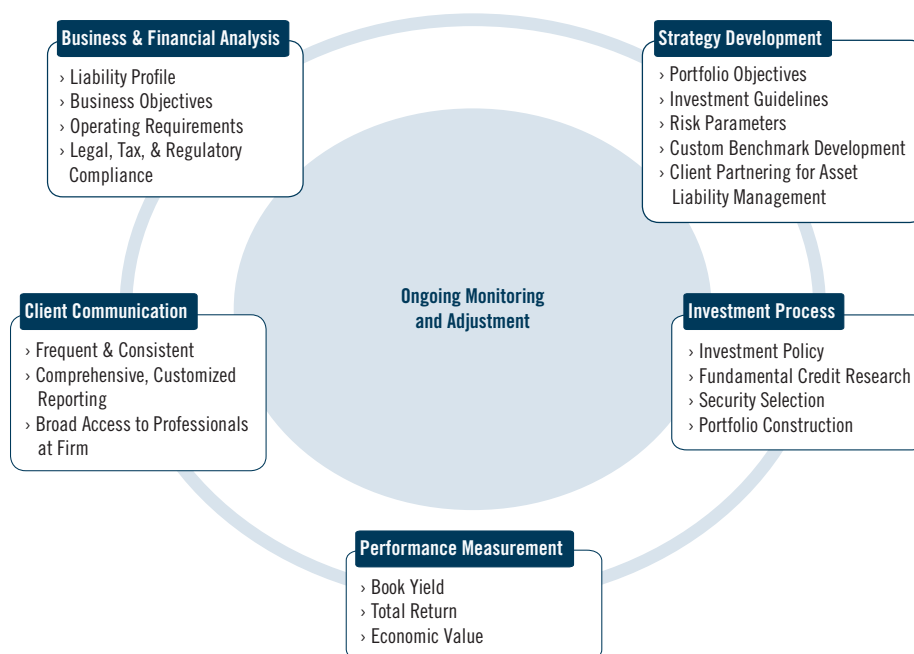 Business & Financial Analysis
› Liability Profile
› Business Objectives
› Operating Requirements
› Legal, Tax, & Regulatory
Compliance
Strategy Development
› Portfolio Objectives
› Investment Guidelines
› Risk Parameters
› Custom Benchmark Development
› Client Partnering for Asset
Liability Management
Ongoing Monitoring
and Adjustment
Client Communication
› Frequent & Consistent
› Comprehensive, Customized
Reporting
› Broad Access to Professionals
at Firm
Investment Process
› Investment Policy
› Fundamental Credit Research
› Security Selection
› Portfolio Construction
Performance Measurement
› Book Yield
› Total Return
› Economic Value